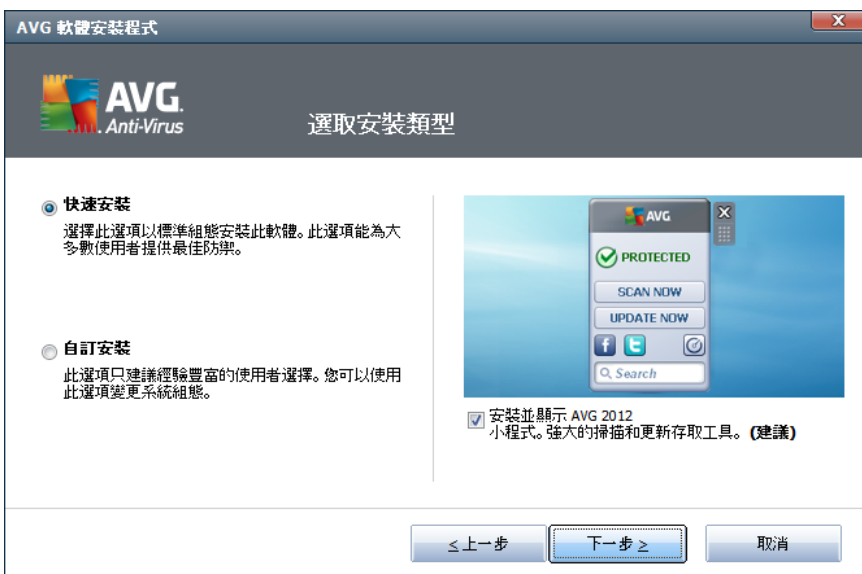 AVG 軟體安裝程式
AVG.
Anti-Virus
選取安裝類型
快速安裝
選擇此選項以標準組態安裝此軟體。此選項能為大
多數使用者提供最佳防禦。
自訂安裝
此選項只建議經驗豐富的使用者選擇。您可以使用
此選項變更系統組態。
AVG
PROTECTED
SCAN NOW
UPDATE NOW
Search
安裝並顯示 AVG 2012
小程式。強大的掃描和更新存取工具。(建議)
≤上一步
下一步≥
取消